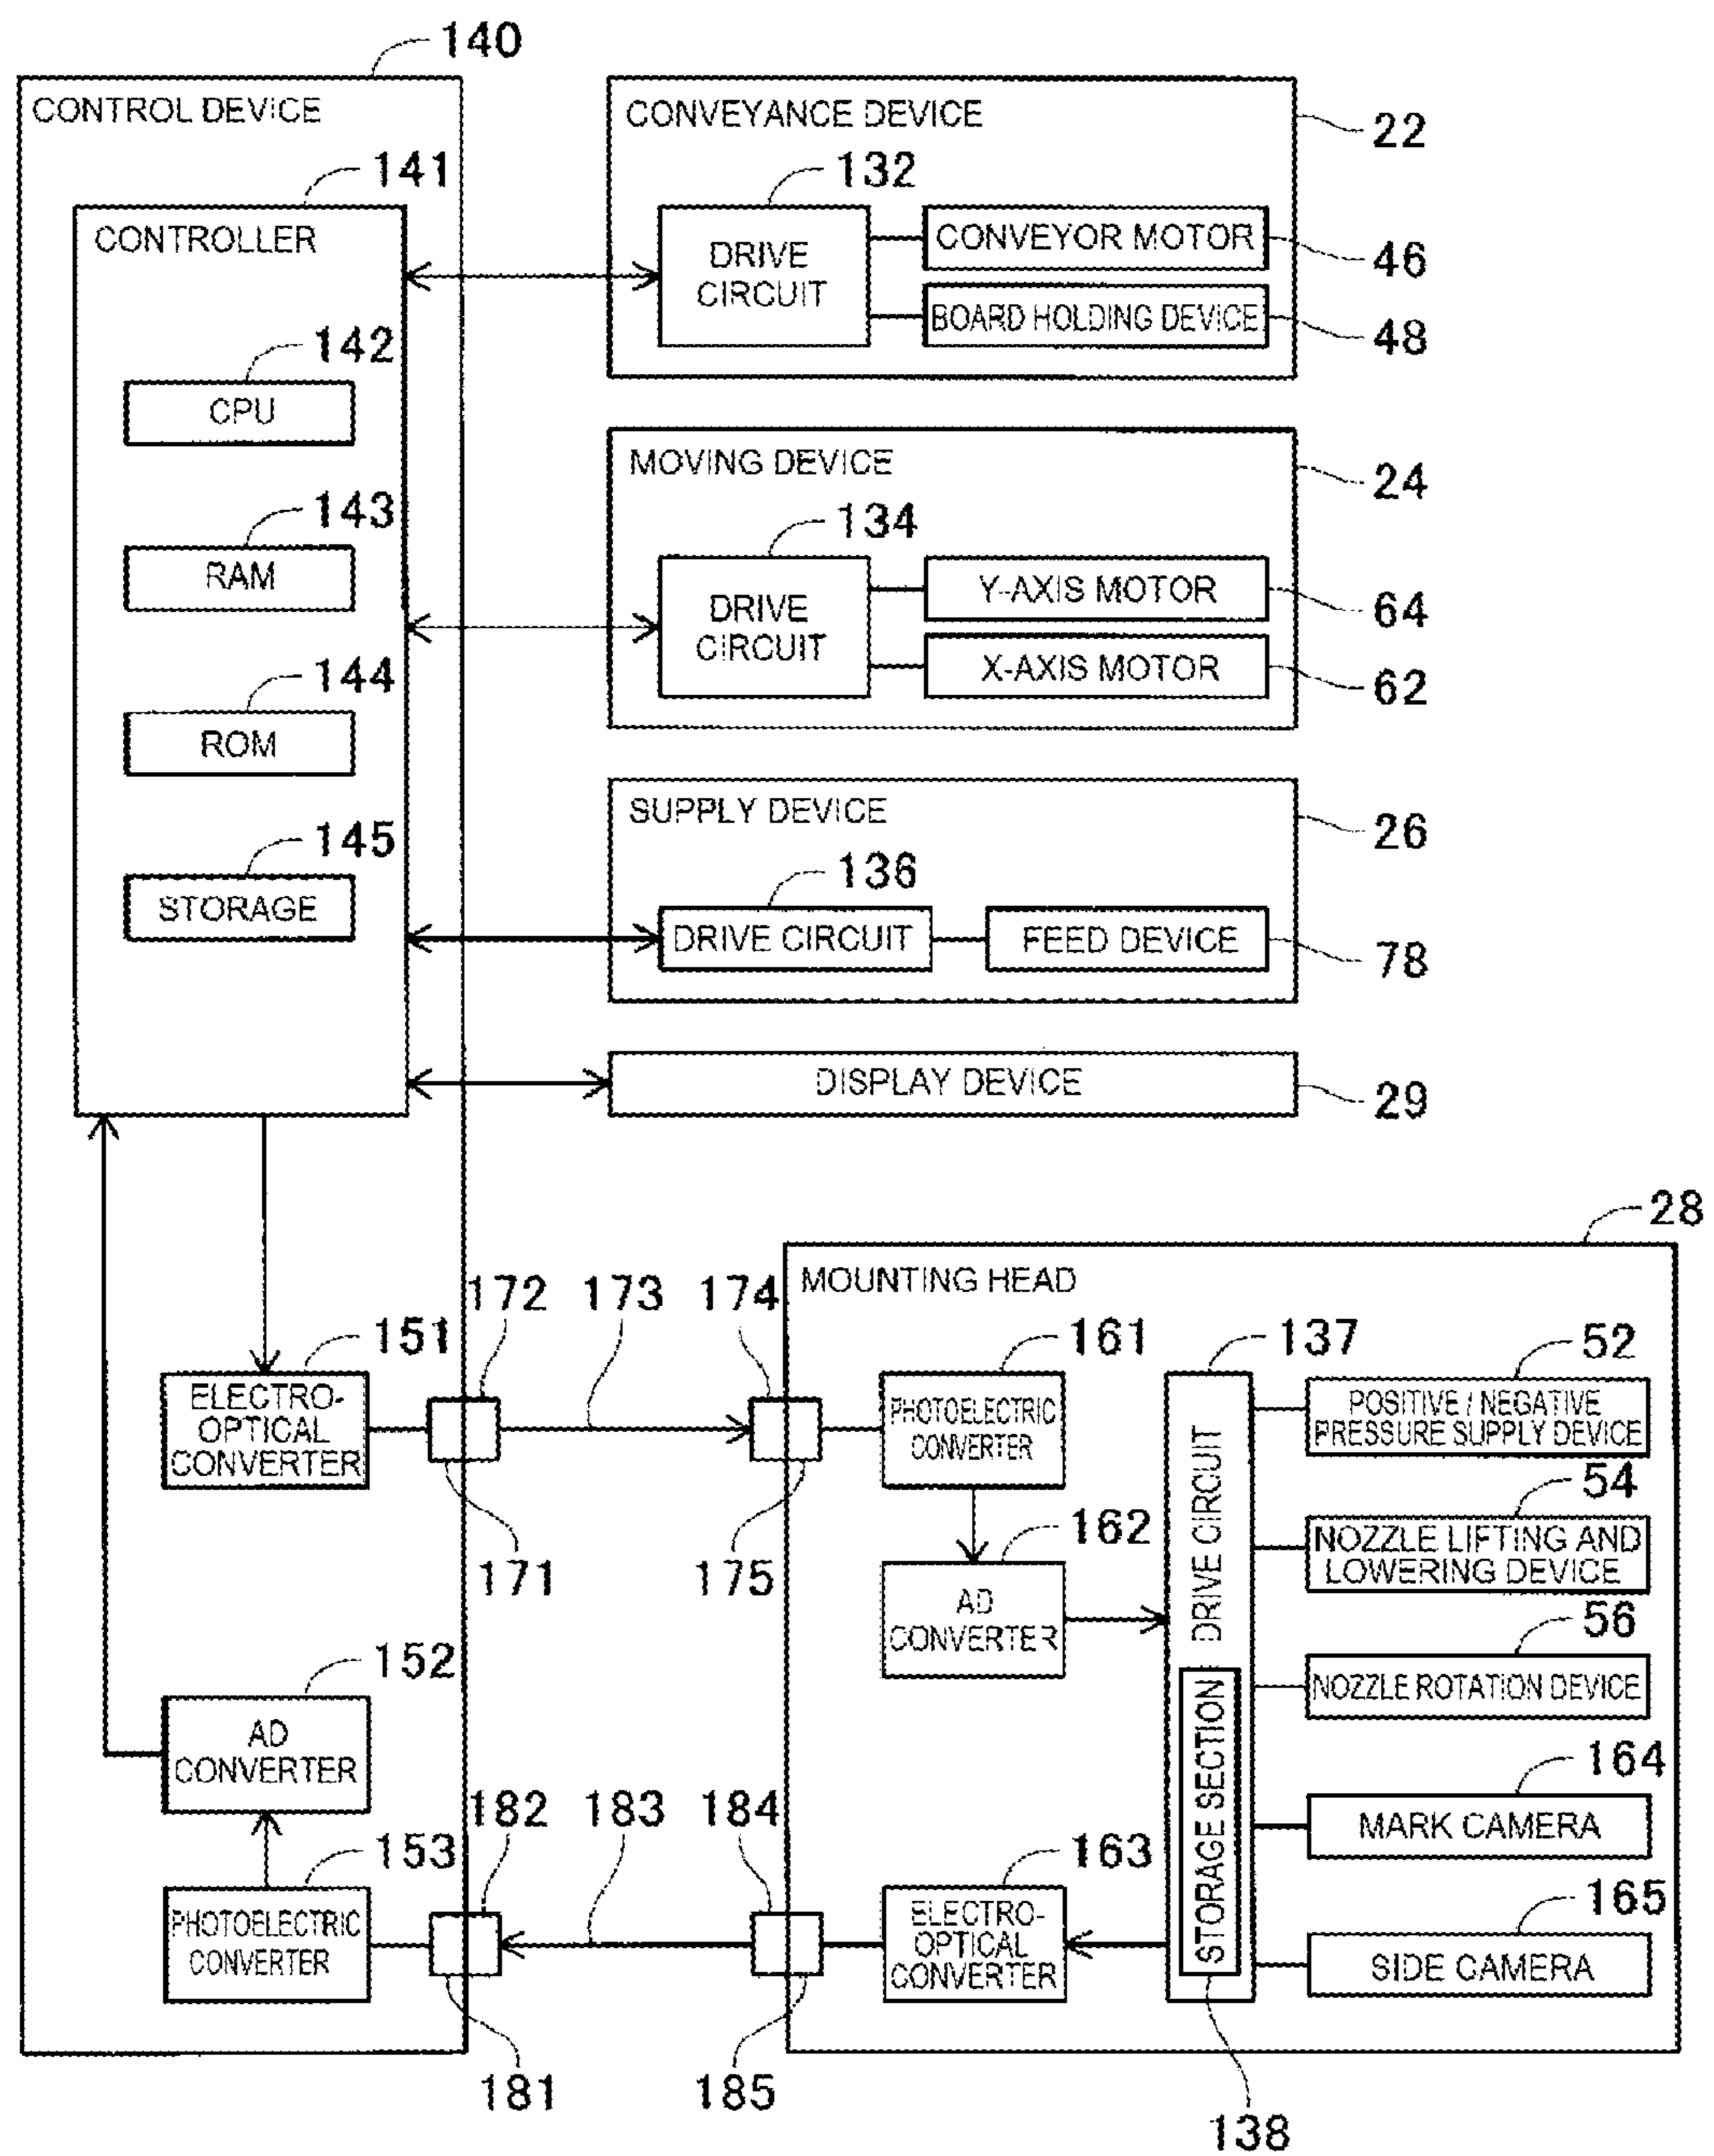 140
CONTROL DEVICE
141
CONTROLLER
142
CPU
143
RAM
144
ROM
145
STORAGE
CONVEYANCE DEVICE
22
132
DRIVE
CIRCUIT
CONVEYOR MOTOR
46
BOARD HOLDING DEVICE
48
MOVING DEVICE
24
134
DRIVE
CIRCUIT
Y-AXIS MOTOR
64
X-AXIS MOTOR
62
SUPPLY DEVICE
26
136
DRIVE CIRCUIT
FEED DEVICE
78
DISPLAY DEVICE
29
28
MOUNTING HEAD
151
ELECTRO-
OPTICAL
CONVERTER
172
173
174
171
175
161
PHOTOELECTRIC
CONVERTER
162
AD
CONVERTER
137
DRIVE CIRCUIT
STORAGE SECTION
138
52
POSITIVE / NEGATIVE
PRESSURE SUPPLY DEVICE
54
NOZZLE LIFTING AND
LOWERING DEVICE
56
NOZZLE ROTATION DEVICE
164
MARK CAMERA
165
SIDE CAMERA
152
AD
CONVERTER
153
PHOTOELECTRIC
CONVERTER
182
183
184
181
185
163
ELECTRO-
OPTICAL
CONVERTER